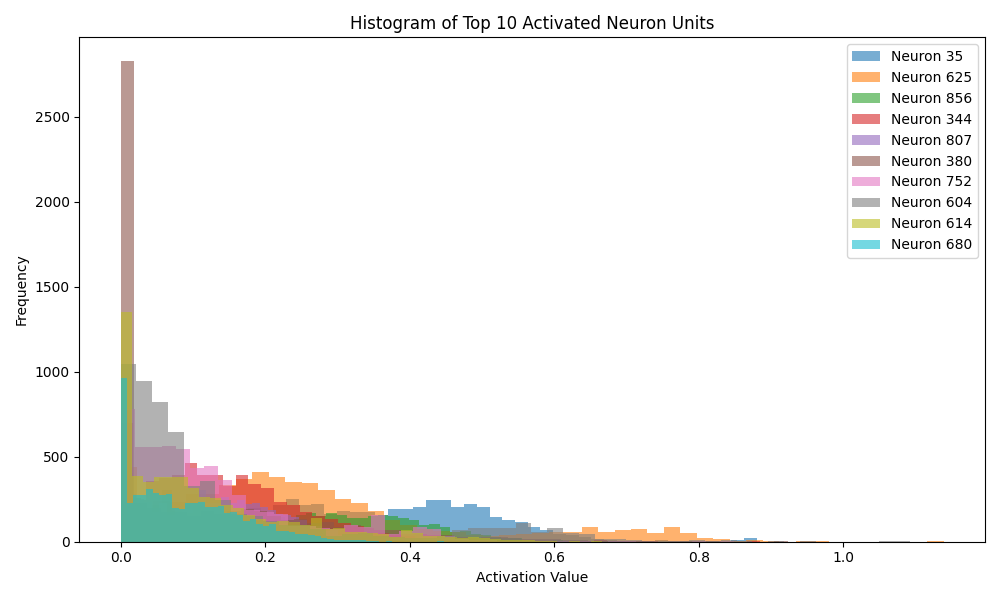 Histogram of Top 10 Activated Neuron Units
Neuron 35
Neuron 625
Neuron 856
Neuron 344
Neuron 807
Neuron 380
Neuron 752
Neuron 604
Neuron 614
Neuron 680
Frequency
2500
2000
1500
1000
500
0
0.0 0.2 0.4 0.6 0.8 1.0
Activation Value